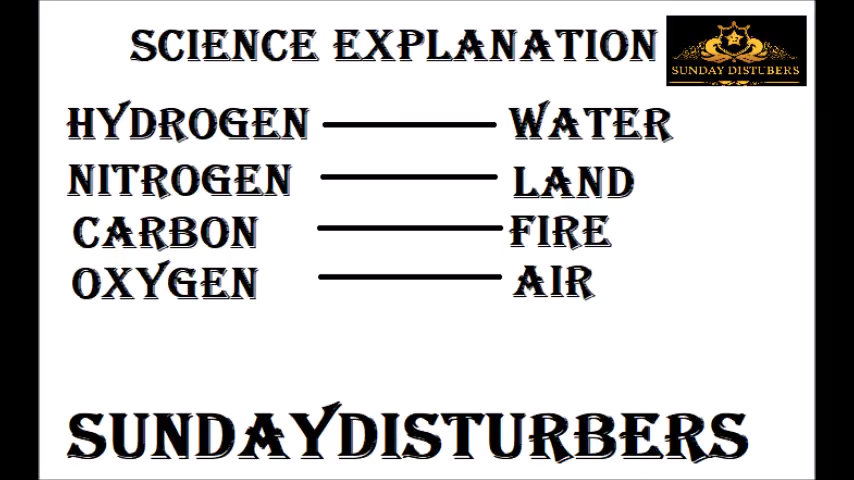 SCIENCE EXPLANATION
SUNDAY DISTUBERS
HYDROGEN WATER
NITROGEN LAND
CARBON FIRE
OXYGEN AIR
SUNDAYDISTURBERS